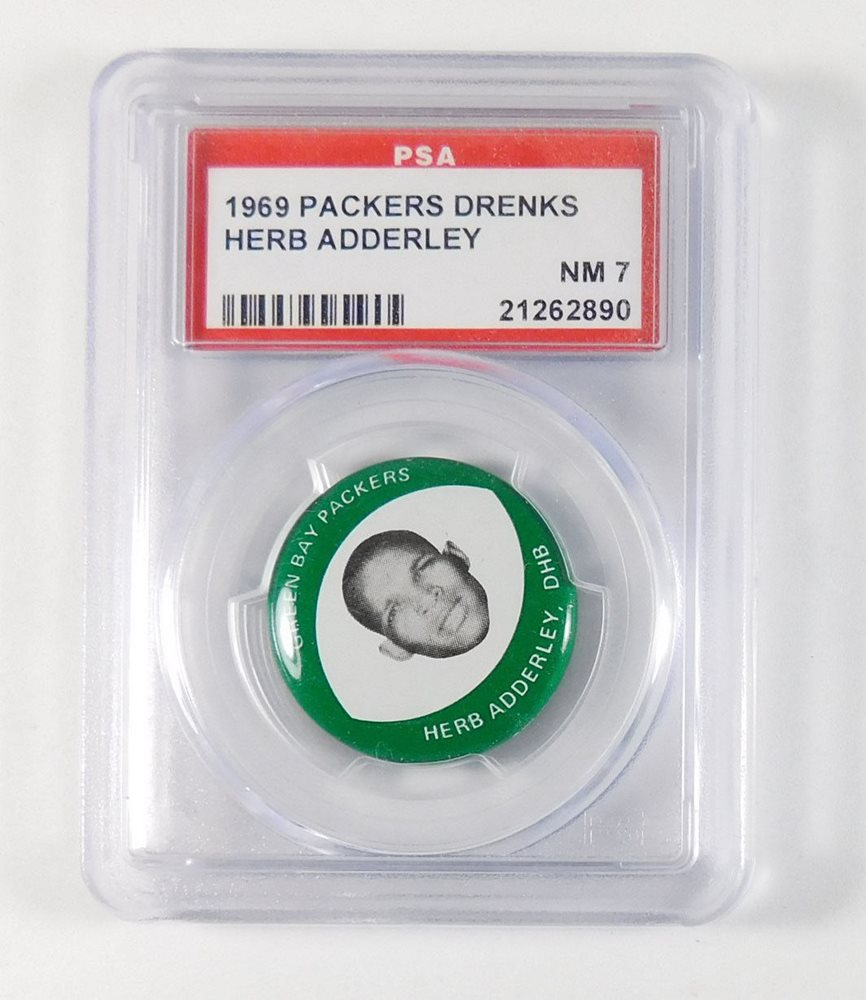 PSA
1969 PACKERS DRENKS
HERB ADDERLEY
NM 7
21262890
GREEN BAY PACKERS
HERB ADDERLEY, DHB